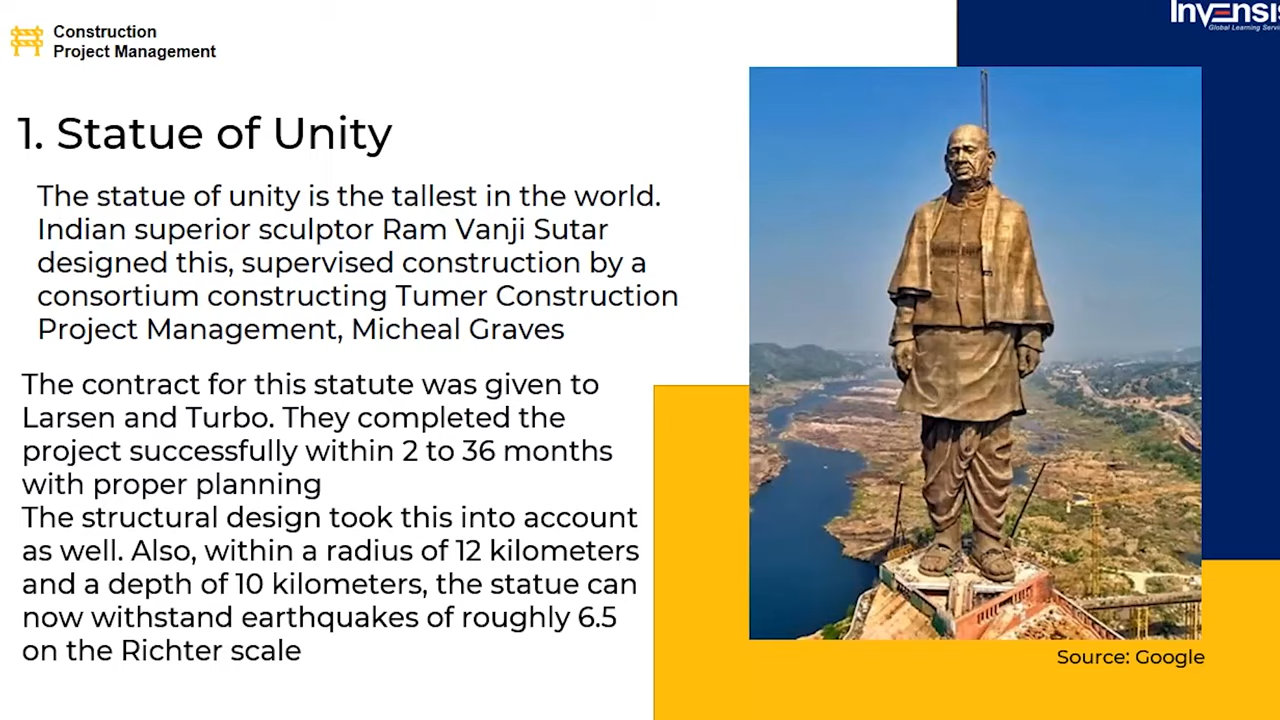 Construction
Project Management
Invensis
Global Learning Servi
1. Statue of Unity
The statue of unity is the tallest in the world.
Indian superior sculptor Ram Vanji Sutar
designed this, supervised construction by a
consortium constructing Tumer Construction
Project Management, Micheal Graves
The contract for this statute was given to
Larsen and Turbo. They completed the
project successfully within 2 to 36 months
with proper planning
The structural design took this into account
as well. Also, within a radius of 12 kilometers
and a depth of 10 kilometers, the statue can
now withstand earthquakes of roughly 6.5
on the Richter scale
Source: Google